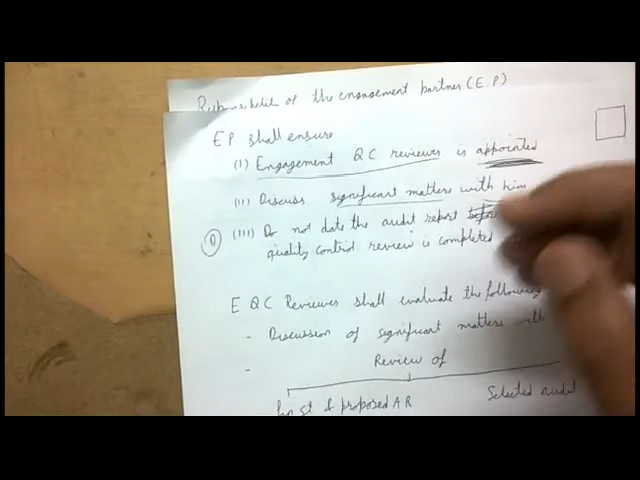 Responsibilities of the engagement partner (E P)
E P shall ensure
(i) Engagement QC reviewer is appointed
(ii) Discuss significant matters with him
(iii) Do not date the audit report
quality control review is completed
E QC Reviewer shall evaluate the following
- Discussion of significant matters with
- Review of
Fin St & proposed A R
Selected audit